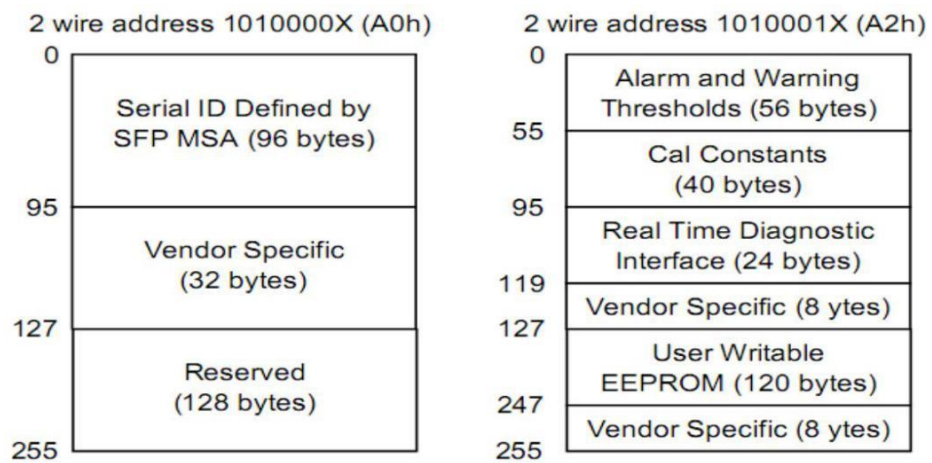 2 wire address 1010000X (A0h)
0
Serial ID Defined by
SFP MSA (96 bytes)
95
Vendor Specific
(32 bytes)
127
Reserved
(128 bytes)
255
2 wire address 1010001X (A2h)
0
Alarm and Warning
Thresholds (56 bytes)
55
Cal Constants
(40 bytes)
95
Real Time Diagnostic
Interface (24 bytes)
119
Vendor Specific (8 ytes)
127
User Writable
EEPROM (120 bytes)
247
Vendor Specific (8 ytes)
255